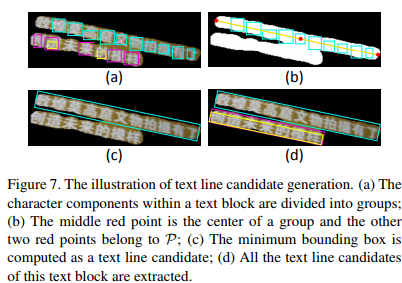 (a)
(b)
(c)
(d)
Figure 7. The illustration of text line candidate generation. (a) The
character components within a text block are divided into groups;
(b) The middle red point is the center of a group and the other
two red points belong to P; (c) The minimum bounding box is
computed as a text line candidate; (d) All the text line candidates
of this text block are extracted.